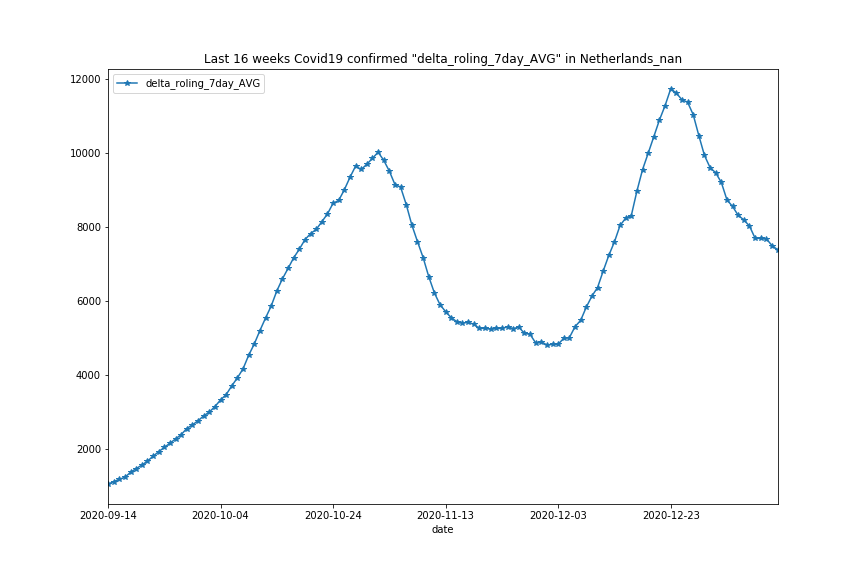 Last 16 weeks Covid19 confirmed "delta_roling_7day_AVG" in Netherlands_nan
delta_roling_7day_AVG
12000
10000
8000
6000
4000
2000
2020-09-14 2020-10-04 2020-10-24 2020-11-13 2020-12-03 2020-12-23
date